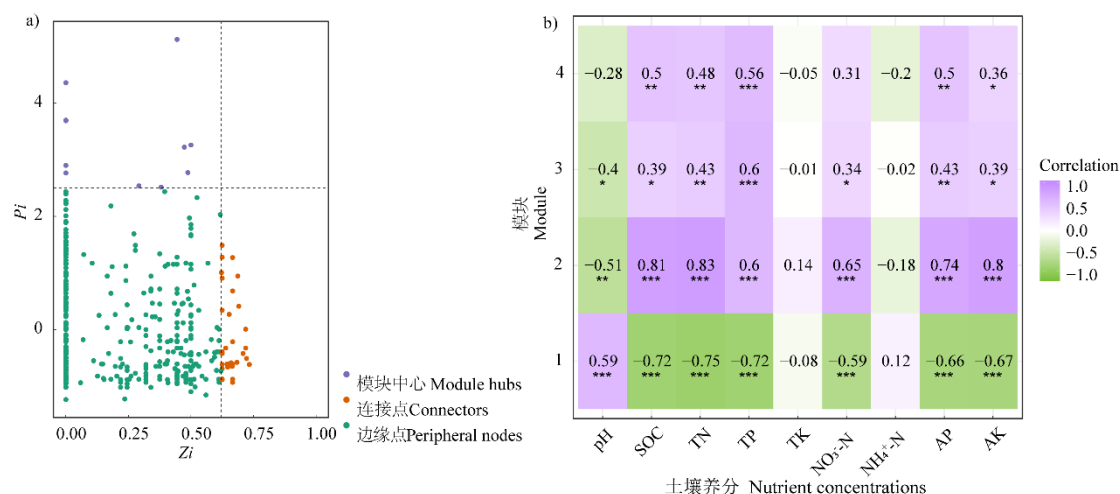 a)
Pi
4
2
0
0.00 0.25 0.50 0.75 1.00
Zi
模块中心 Module hubs
连接点Connectors
边缘点Peripheral nodes
b)
模块
Module
4
−0.28 0.5 0.48 0.56 −0.05 0.31 −0.2 0.5 0.36
** ** *** ** *
3
−0.4 0.39 0.43 0.6 −0.01 0.34 −0.02 0.43 0.39
* * ** *** * ** *
2
−0.51 0.81 0.83 0.6 0.14 0.65 −0.18 0.74 0.8
** *** *** *** *** *** ***
1
0.59 −0.72 −0.75 −0.72 −0.08 −0.59 0.12 −0.66 −0.67
*** *** *** *** *** *** ***
pH SOC TN TP TK NO₃⁻-N NH₄⁺-N AP AK
土壤养分 Nutrient concentrations
Correlation
1.0
0.5
0.0
−0.5
−1.0